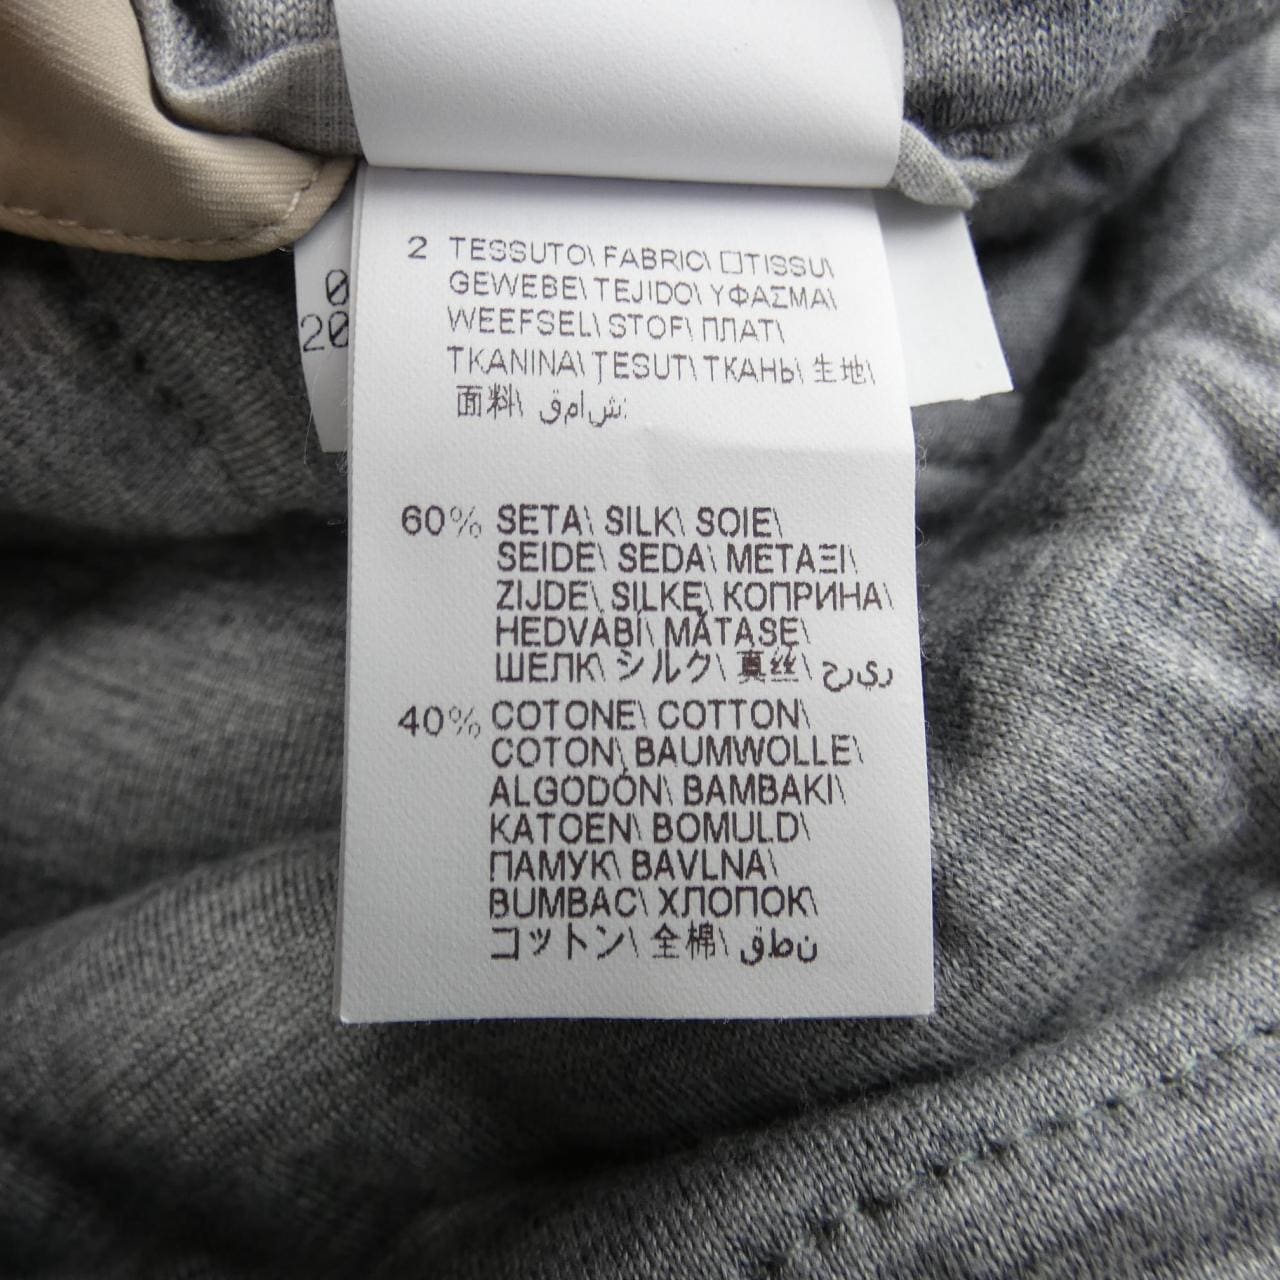 2 TESSUTO\ FABRIC\ □TISSU\
GEWEBE\ TEJIDO\ ΥΦΑΣΜΑ\
WEEFSEL\ STOF\ ПЛАТ\
TKANINA\ ŢESUT\ ТКАНЬ\ 生地\
面料\ قماش:
0
20
60% SETA\ SILK\ SOIE\
SEIDE\ SEDA\ ΜΕΤΑΞΙ\
ZIJDE\ SILKE\ КОПРИНА\
HEDVÁBÍ\ MĂTASE\
ШЕЛК\ シルク\ 真丝\ حرير
40% COTONE\ COTTON\
COTON\ BAUMWOLLE\
ALGODÓN\ BAMBAKI\
KATOEN\ BOMULD\
ПАМУК\ BAVLNA\
BUMBAC\ ХЛОПОК\
コットン\ 全棉\ قطن